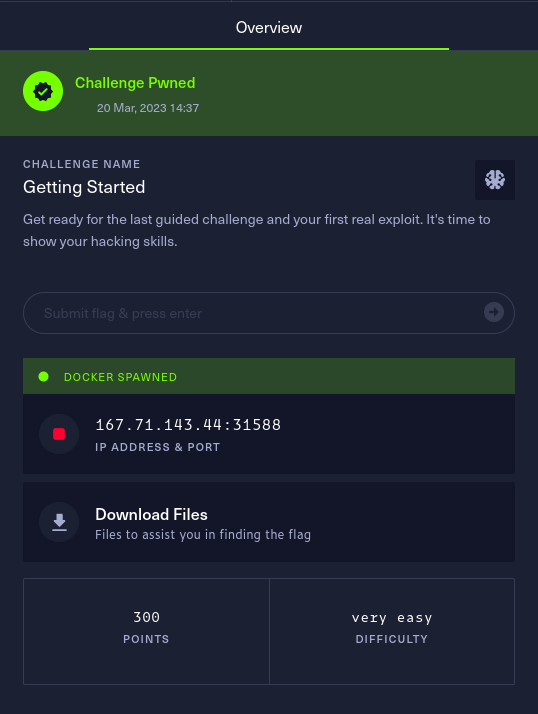 Overview
Challenge Pwned
20 Mar, 2023 14:37
CHALLENGE NAME
Getting Started
Get ready for the last guided challenge and your first real exploit. It's time to
show your hacking skills.
Submit flag & press enter
DOCKER SPAWNED
167.71.143.44:31588
IP ADDRESS & PORT
Download Files
Files to assist you in finding the flag
300
POINTS
very easy
DIFFICULTY